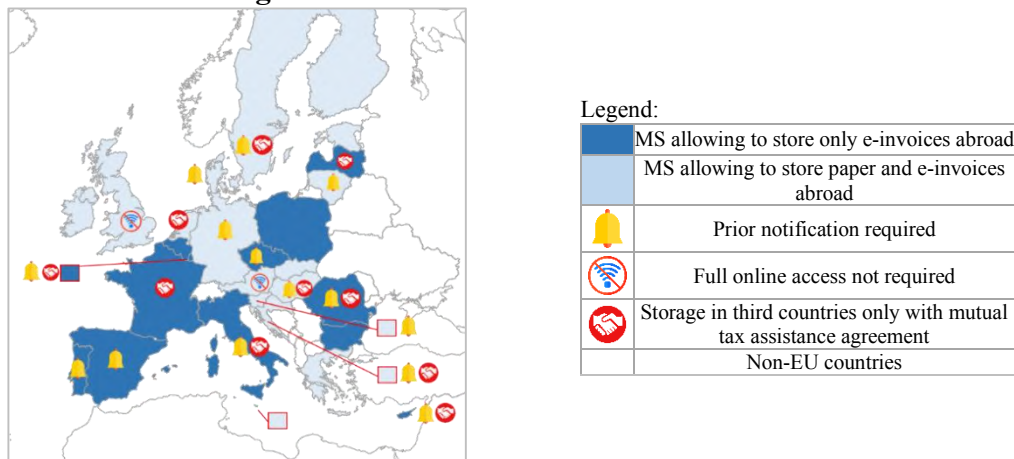 Legend:
MS allowing to store only e-invoices abroad
MS allowing to store paper and e-invoices
abroad
Prior notification required
Full online access not required
Storage in third countries only with mutual
tax assistance agreement
Non-EU countries